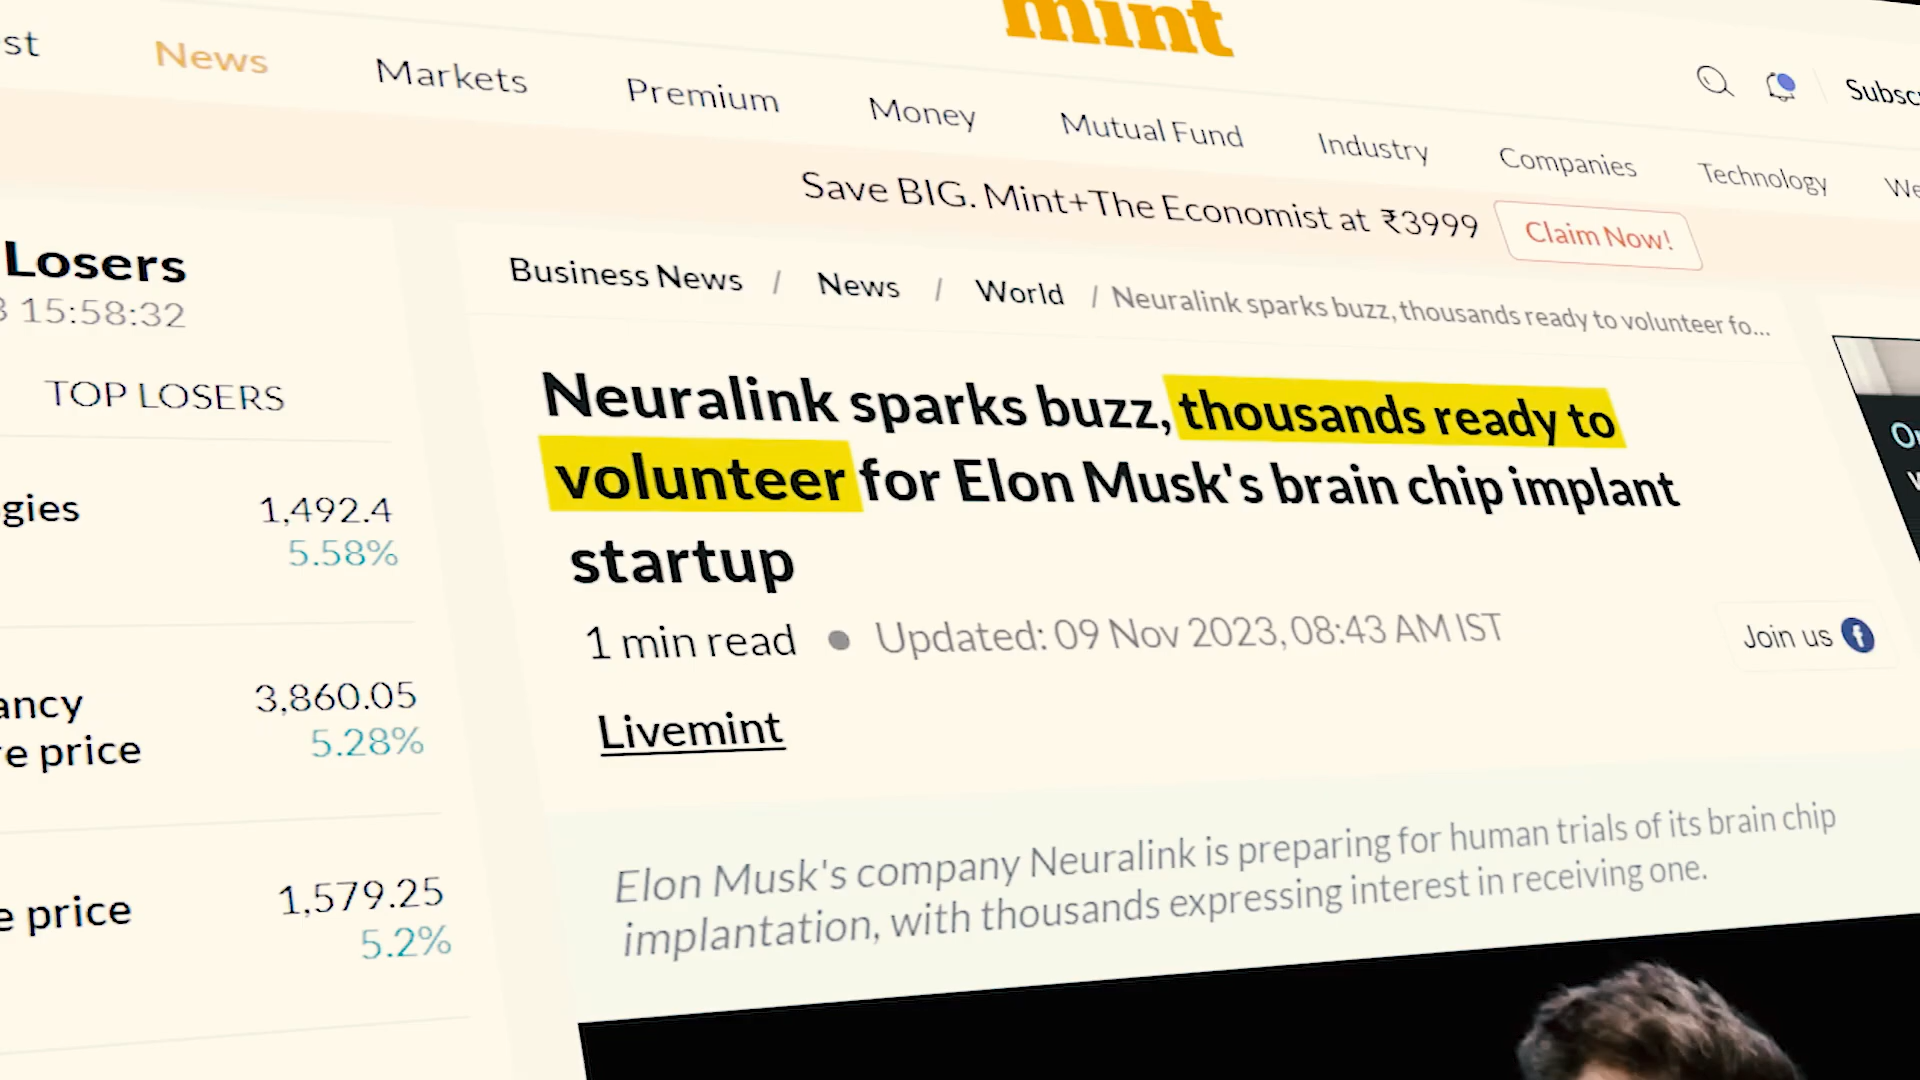 mint
st News Markets Premium Money Mutual Fund Industry Companies Technology We
Subsc
Save BIG. Mint+The Economist at ₹3999 Claim Now!
Losers
3 15:58:32
TOP LOSERS
gies 1,492.4
5.58%
ancy 3,860.05
re price 5.28%
e price 1,579.25
5.2%
Business News / News / World / Neuralink sparks buzz, thousands ready to volunteer fo...
Neuralink sparks buzz, thousands ready to
volunteer for Elon Musk's brain chip implant
startup
1 min read ● Updated: 09 Nov 2023, 08:43 AM IST
Join us
Livemint
Elon Musk's company Neuralink is preparing for human trials of its brain chip
implantation, with thousands expressing interest in receiving one.